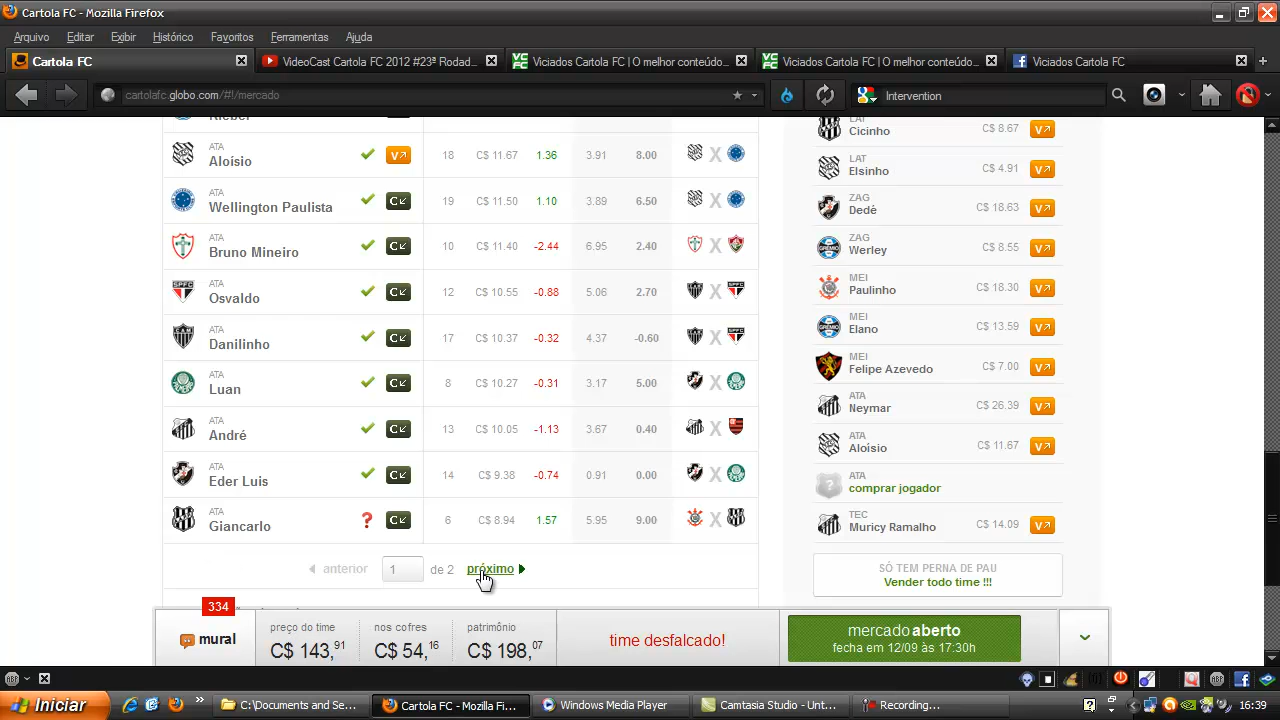 Cartola FC - Mozilla Firefox
Arquivo Editar Exibir Histórico Favoritos Ferramentas Ajuda
Cartola FC
VideoCast Cartola FC 2012 #23ª Rodad...
Viciados Cartola FC | O melhor conteúdo...
Viciados Cartola FC | O melhor conteúdo...
Viciados Cartola FC
cartolafc.globo.com/#!/mercado
Intervention
Kleber
ATA
Aloísio
18 C$ 11.67 1.36 3.91 8.00 X
ATA
Wellington Paulista
19 C$ 11.50 1.10 3.89 6.50 X
ATA
Bruno Mineiro
10 C$ 11.40 -2.44 6.95 2.40 X
ATA
Osvaldo
12 C$ 10.55 -0.88 5.06 2.70 X
ATA
Danilinho
17 C$ 10.37 -0.32 4.37 -0.60 X
ATA
Luan
8 C$ 10.27 -0.31 3.17 5.00 X
ATA
André
13 C$ 10.05 -1.13 3.67 0.40 X
ATA
Eder Luis
14 C$ 9.38 -0.74 0.91 0.00 X
ATA
Giancarlo
6 C$ 8.94 1.57 5.95 9.00 X
anterior 1 de 2 próximo
LAT
Cicinho C$ 8.67 V
LAT
Elsinho C$ 4.91 V
ZAG
Dedé C$ 18.63 V
ZAG
Werley C$ 8.55 V
MEI
Paulinho C$ 18.30 V
MEI
Elano C$ 13.59 V
MEI
Felipe Azevedo C$ 7.00 V
ATA
Neymar C$ 26.39 V
ATA
Aloísio C$ 11.67 V
ATA
comprar jogador
TEC
Muricy Ramalho C$ 14.09 V
SÓ TEM PERNA DE PAU
Vender todo time !!!
334
mural
preço do time
C$ 143,91
nos cofres
C$ 54,16
patrimônio
C$ 198,07
time desfalcado!
mercado aberto
fecha em 12/09 às 17:30h
Iniciar
C:\Documents and Se...
Cartola FC - Mozilla Fi...
Windows Media Player
Camtasia Studio - Unt...
Recording...
16:39